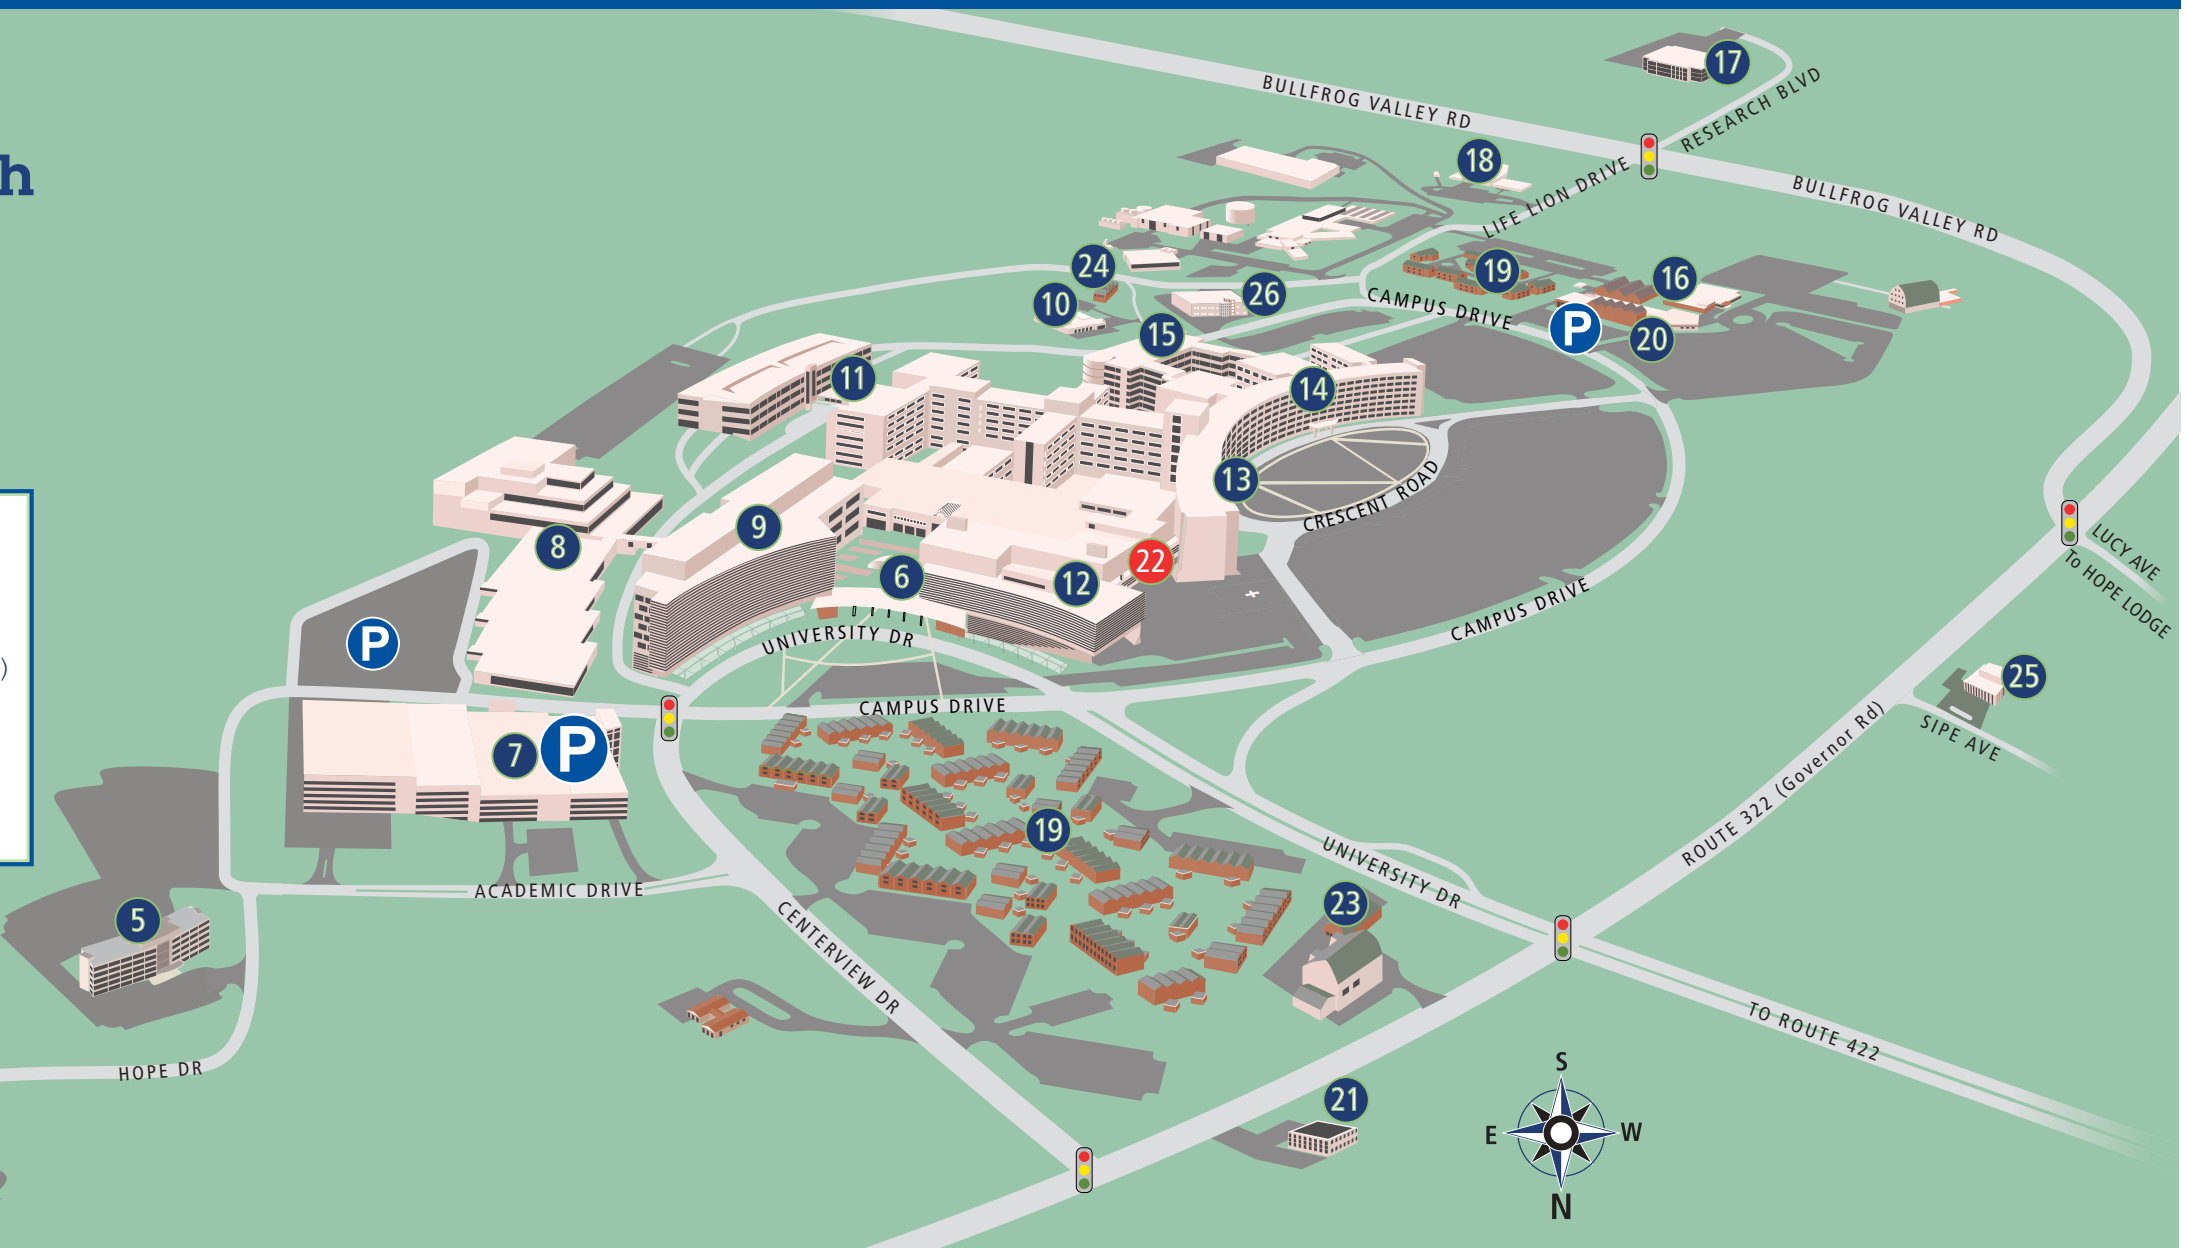 17
BULLFROG VALLEY RD
RESEARCH BLVD
18
h
LIFE LION DRIVE
BULLFROG VALLEY RD
24
19
16
26
10
CAMPUS DRIVE
P
15
20
11
14
13
CRESCENT ROAD
9
8
22
6
12
LUCY AVE
To HOPE LODGE
CAMPUS DRIVE
UNIVERSITY DR
P
)
25
CAMPUS DRIVE
SIPE AVE
7
P
ROUTE 322 (Governor Rd)
19
UNIVERSITY DR
ACADEMIC DRIVE
23
5
CENTERVIEW DR
TO ROUTE 422
HOPE DR
21
S
E
W
N